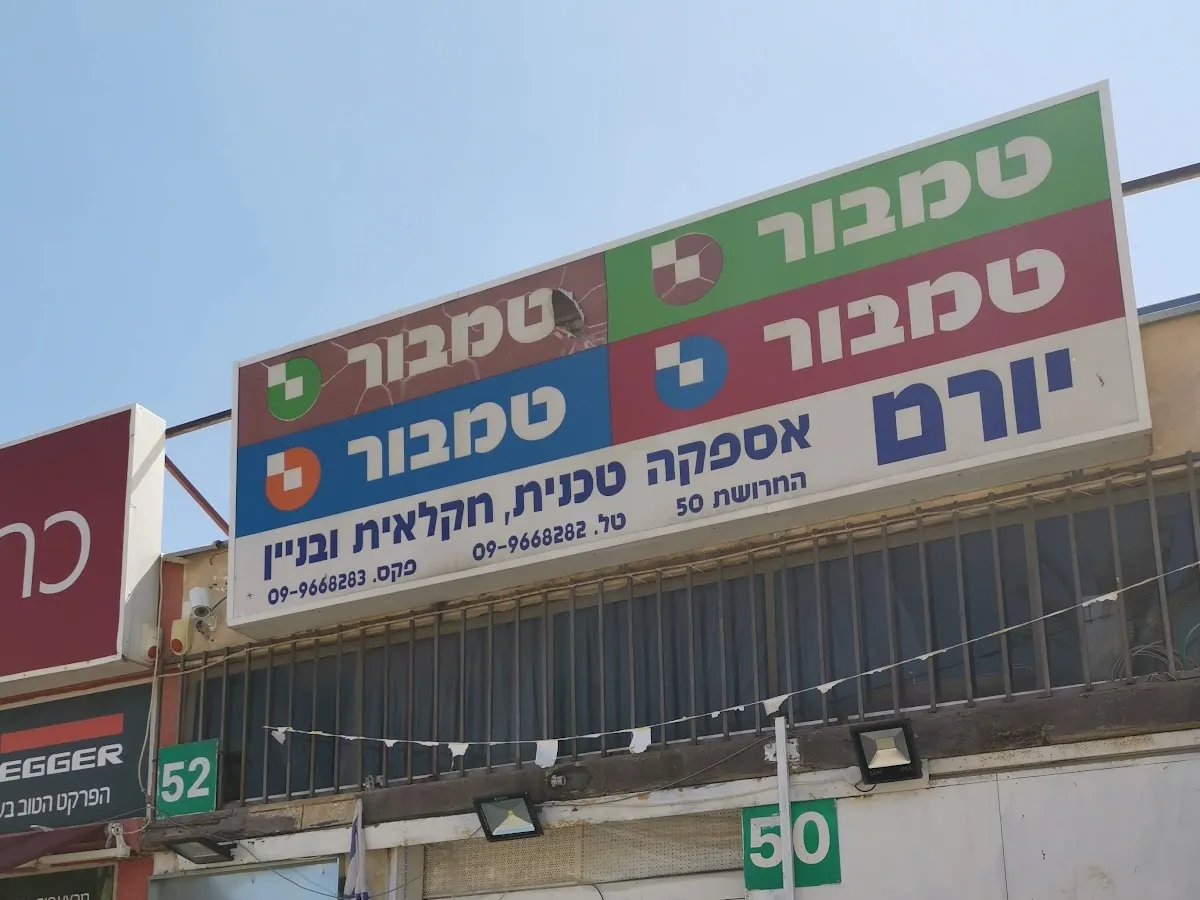 טמבור
טמבור
טמבור
טמבור
יורם
אספקה טכנית, חקלאית ובניין
החרושת 50 טל. 09-9668282 פקס. 09-9668283
EGGER
הפרקט הטוב
52
50